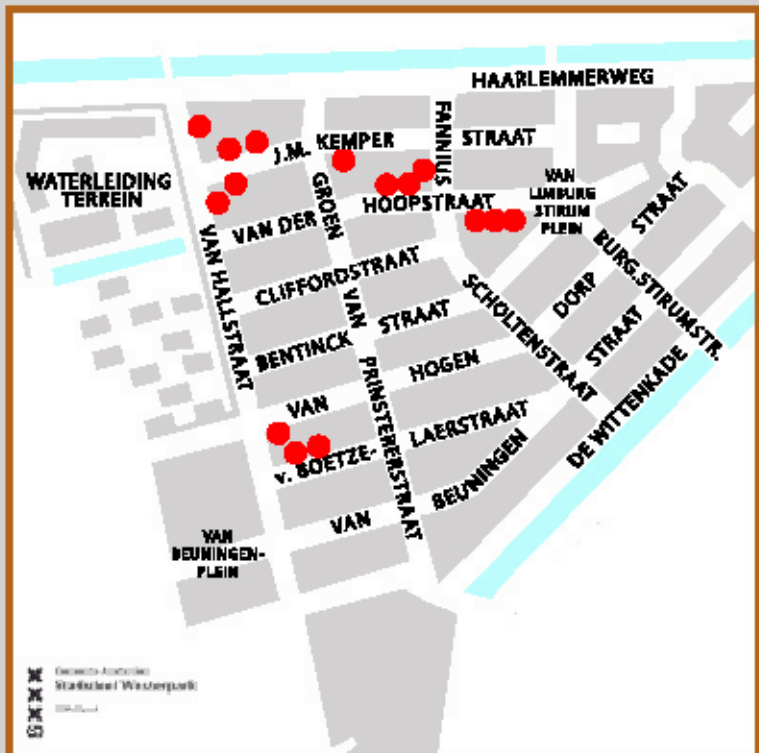 HAARLEMMERWEG
FANNIUS
SCHOLTENSTRAAT
J.M. KEMPER STRAAT
WATERLEIDING
TERREIN
GROEN VAN PRINSTERERSTRAAT
VAN DER HOOPSTRAAT
VAN
LIMBURG
STIRUM
PLEIN
STRAAT
VAN HALLSTRAAT
CLIFFORDSTRAAT
BURG.STIRUMSTR.
BENTINCK STRAAT
VAN HOGEN DORP
STRAAT
DE WITTENKADE
v. BOETZE- LAERSTRAAT
VAN BEUNINGEN
VAN
BEUNINGEN-
PLEIN
Stadsdeel Westerpark